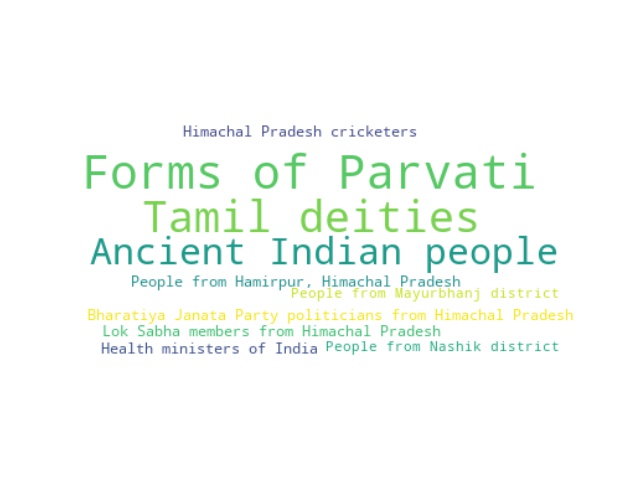 Himachal Pradesh cricketers
Forms of Parvati
Tamil deities
Ancient Indian people
People from Hamirpur, Himachal Pradesh
People from Mayurbhanj district
Bharatiya Janata Party politicians from Himachal Pradesh
Lok Sabha members from Himachal Pradesh
Health ministers of India
People from Nashik district